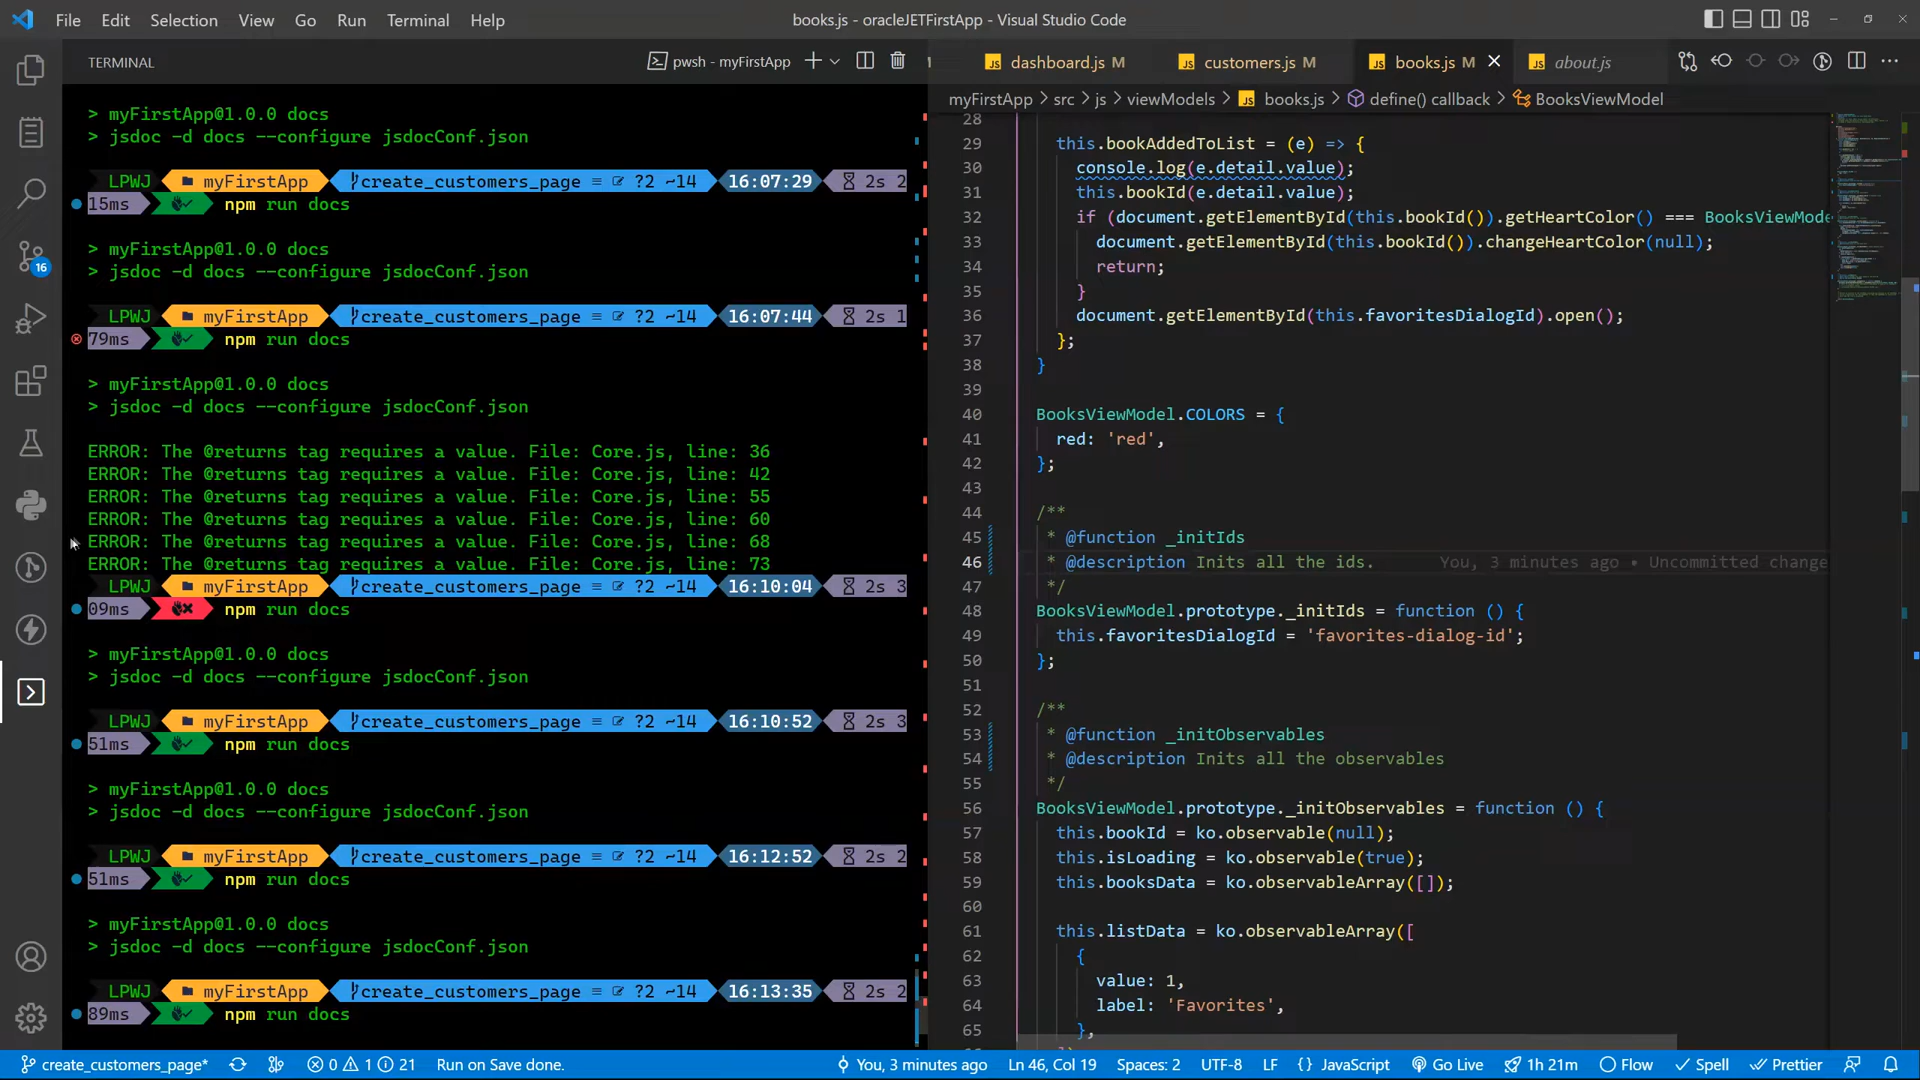 File Edit Selection View Go Run Terminal Help
books.js - oracleJETFirstApp - Visual Studio Code
TERMINAL
pwsh - myFirstApp
> myFirstApp@1.0.0 docs
> jsdoc -d docs --configure jsdocConf.json
LPWJ myFirstApp create_customers_page ≡ ?2 ~14 16:07:29 2s 2
15ms npm run docs
> myFirstApp@1.0.0 docs
> jsdoc -d docs --configure jsdocConf.json
LPWJ myFirstApp create_customers_page ≡ ?2 ~14 16:07:44 2s 1
79ms npm run docs
> myFirstApp@1.0.0 docs
> jsdoc -d docs --configure jsdocConf.json
ERROR: The @returns tag requires a value. File: Core.js, line: 36
ERROR: The @returns tag requires a value. File: Core.js, line: 42
ERROR: The @returns tag requires a value. File: Core.js, line: 55
ERROR: The @returns tag requires a value. File: Core.js, line: 60
ERROR: The @returns tag requires a value. File: Core.js, line: 68
ERROR: The @returns tag requires a value. File: Core.js, line: 73
LPWJ myFirstApp create_customers_page ≡ ?2 ~14 16:10:04 2s 3
09ms npm run docs
> myFirstApp@1.0.0 docs
> jsdoc -d docs --configure jsdocConf.json
LPWJ myFirstApp create_customers_page ≡ ?2 ~14 16:10:52 2s 3
51ms npm run docs
> myFirstApp@1.0.0 docs
> jsdoc -d docs --configure jsdocConf.json
LPWJ myFirstApp create_customers_page ≡ ?2 ~14 16:12:52 2s 2
51ms npm run docs
> myFirstApp@1.0.0 docs
> jsdoc -d docs --configure jsdocConf.json
LPWJ myFirstApp create_customers_page ≡ ?2 ~14 16:13:35 2s 2
89ms npm run docs
16
JS dashboard.js M JS customers.js M JS books.js M JS about.js
myFirstApp > src > js > viewModels > JS books.js > define() callback > BooksViewModel
28
29 this.bookAddedToList = (e) => {
30 console.log(e.detail.value);
31 this.bookId(e.detail.value);
32 if (document.getElementById(this.bookId()).getHeartColor() === BooksViewMode
33 document.getElementById(this.bookId()).changeHeartColor(null);
34 return;
35 }
36 document.getElementById(this.favoritesDialogId).open();
37 };
38 }
39
40 BooksViewModel.COLORS = {
41 red: 'red',
42 };
43
44 /**
45 * @function _initIds
46 * @description Inits all the ids. You, 3 minutes ago • Uncommitted change
47 */
48 BooksViewModel.prototype._initIds = function () {
49 this.favoritesDialogId = 'favorites-dialog-id';
50 };
51
52 /**
53 * @function _initObservables
54 * @description Inits all the observables
55 */
56 BooksViewModel.prototype._initObservables = function () {
57 this.bookId = ko.observable(null);
58 this.isLoading = ko.observable(true);
59 this.booksData = ko.observableArray([]);
60
61 this.listData = ko.observableArray([
62 {
63 value: 1,
64 label: 'Favorites',
65 },
create_customers_page* 0 1 21 Run on Save done. You, 3 minutes ago Ln 46, Col 19 Spaces: 2 UTF-8 LF {} JavaScript Go Live 1h 21m Flow Spell Prettier